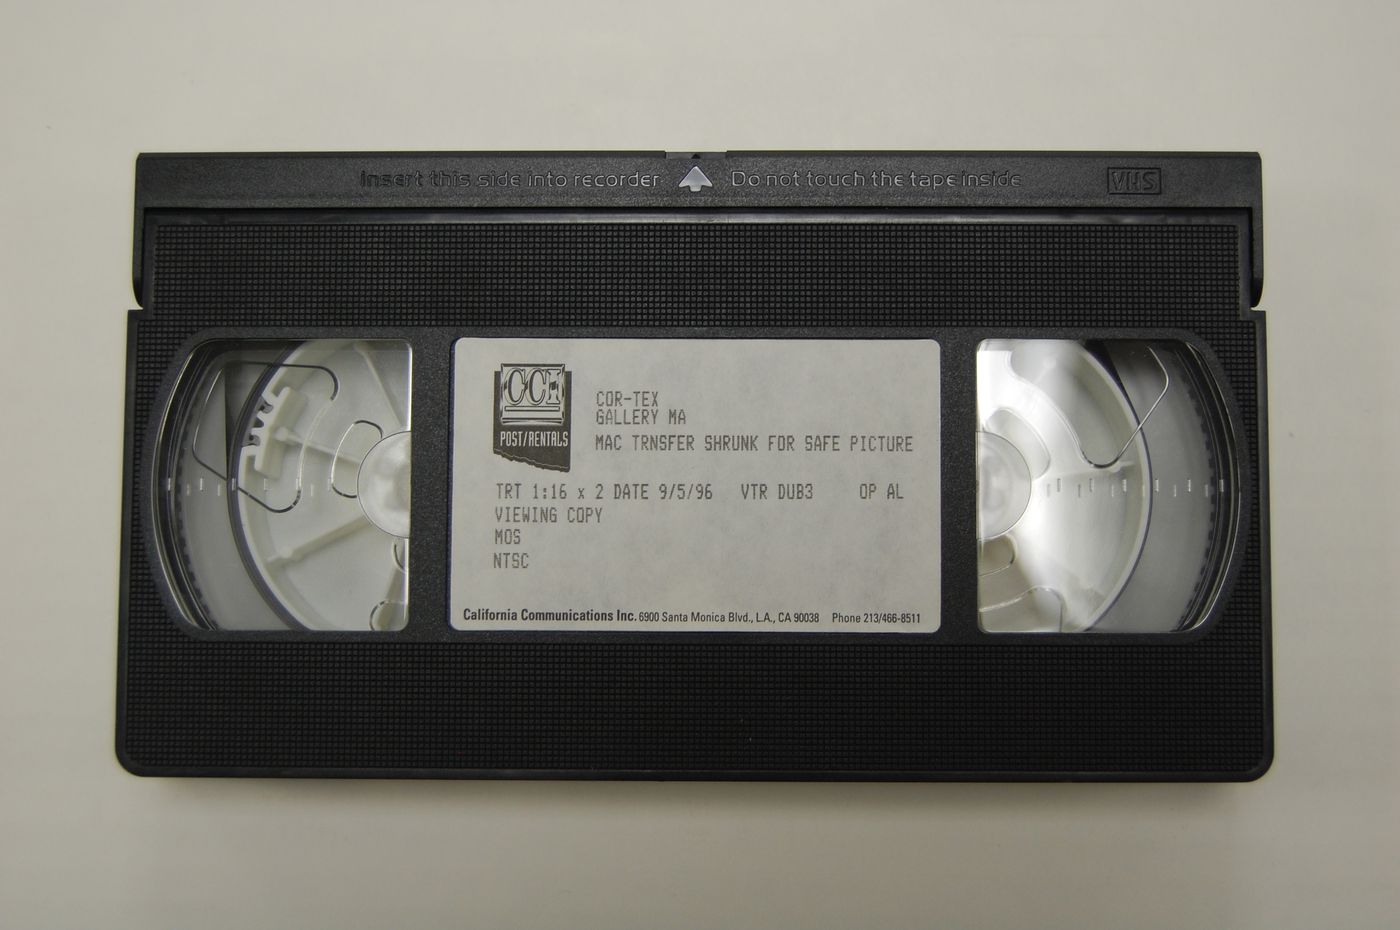 Insert this side into recorder Do not touch the tape inside VHS
CCI
POST/RENTALS
COR-TEX
GALLERY MA
MAC TRNSFER SHRUNK FOR SAFE PICTURE
TRT 1:16 x 2 DATE 9/5/96 VTR DUB3 OP AL
VIEWING COPY
MOS
NTSC
California Communications Inc. 6900 Santa Monica Blvd., L.A., CA 90038 Phone 213/466-8511